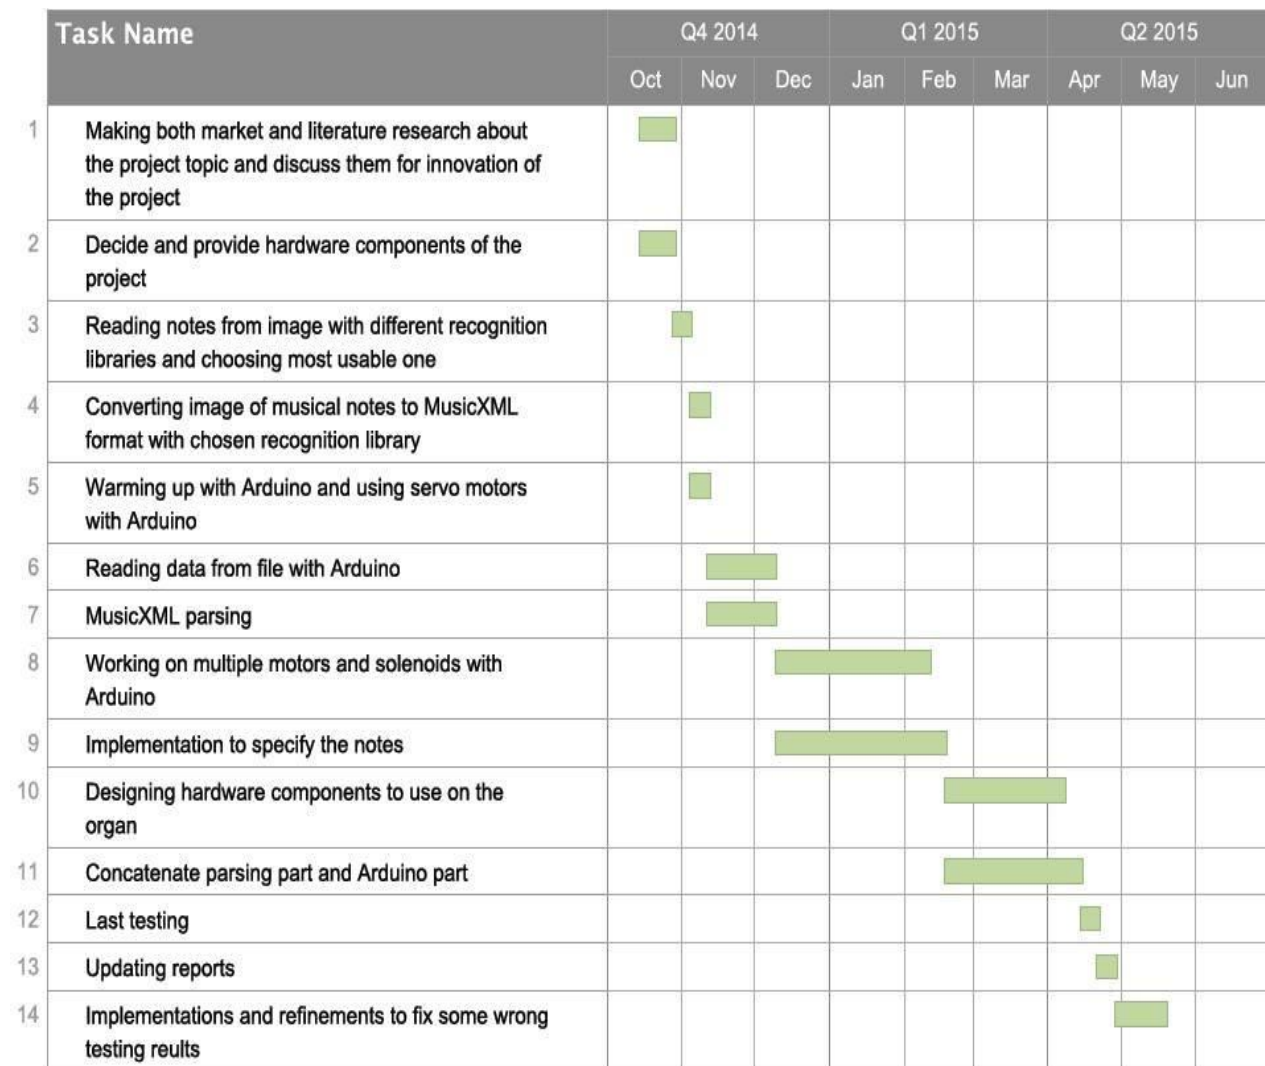 Task Name
Q4 2014 Q1 2015 Q2 2015
Oct Nov Dec Jan Feb Mar Apr May Jun
1 Making both market and literature research about
the project topic and discuss them for innovation of
the project
2 Decide and provide hardware components of the
project
3 Reading notes from image with different recognition
libraries and choosing most usable one
4 Converting image of musical notes to MusicXML
format with chosen recognition library
5 Warming up with Arduino and using servo motors
with Arduino
6 Reading data from file with Arduino
7 MusicXML parsing
8 Working on multiple motors and solenoids with
Arduino
9 Implementation to specify the notes
10 Designing hardware components to use on the
organ
11 Concatenate parsing part and Arduino part
12 Last testing
13 Updating reports
14 Implementations and refinements to fix some wrong
testing reults